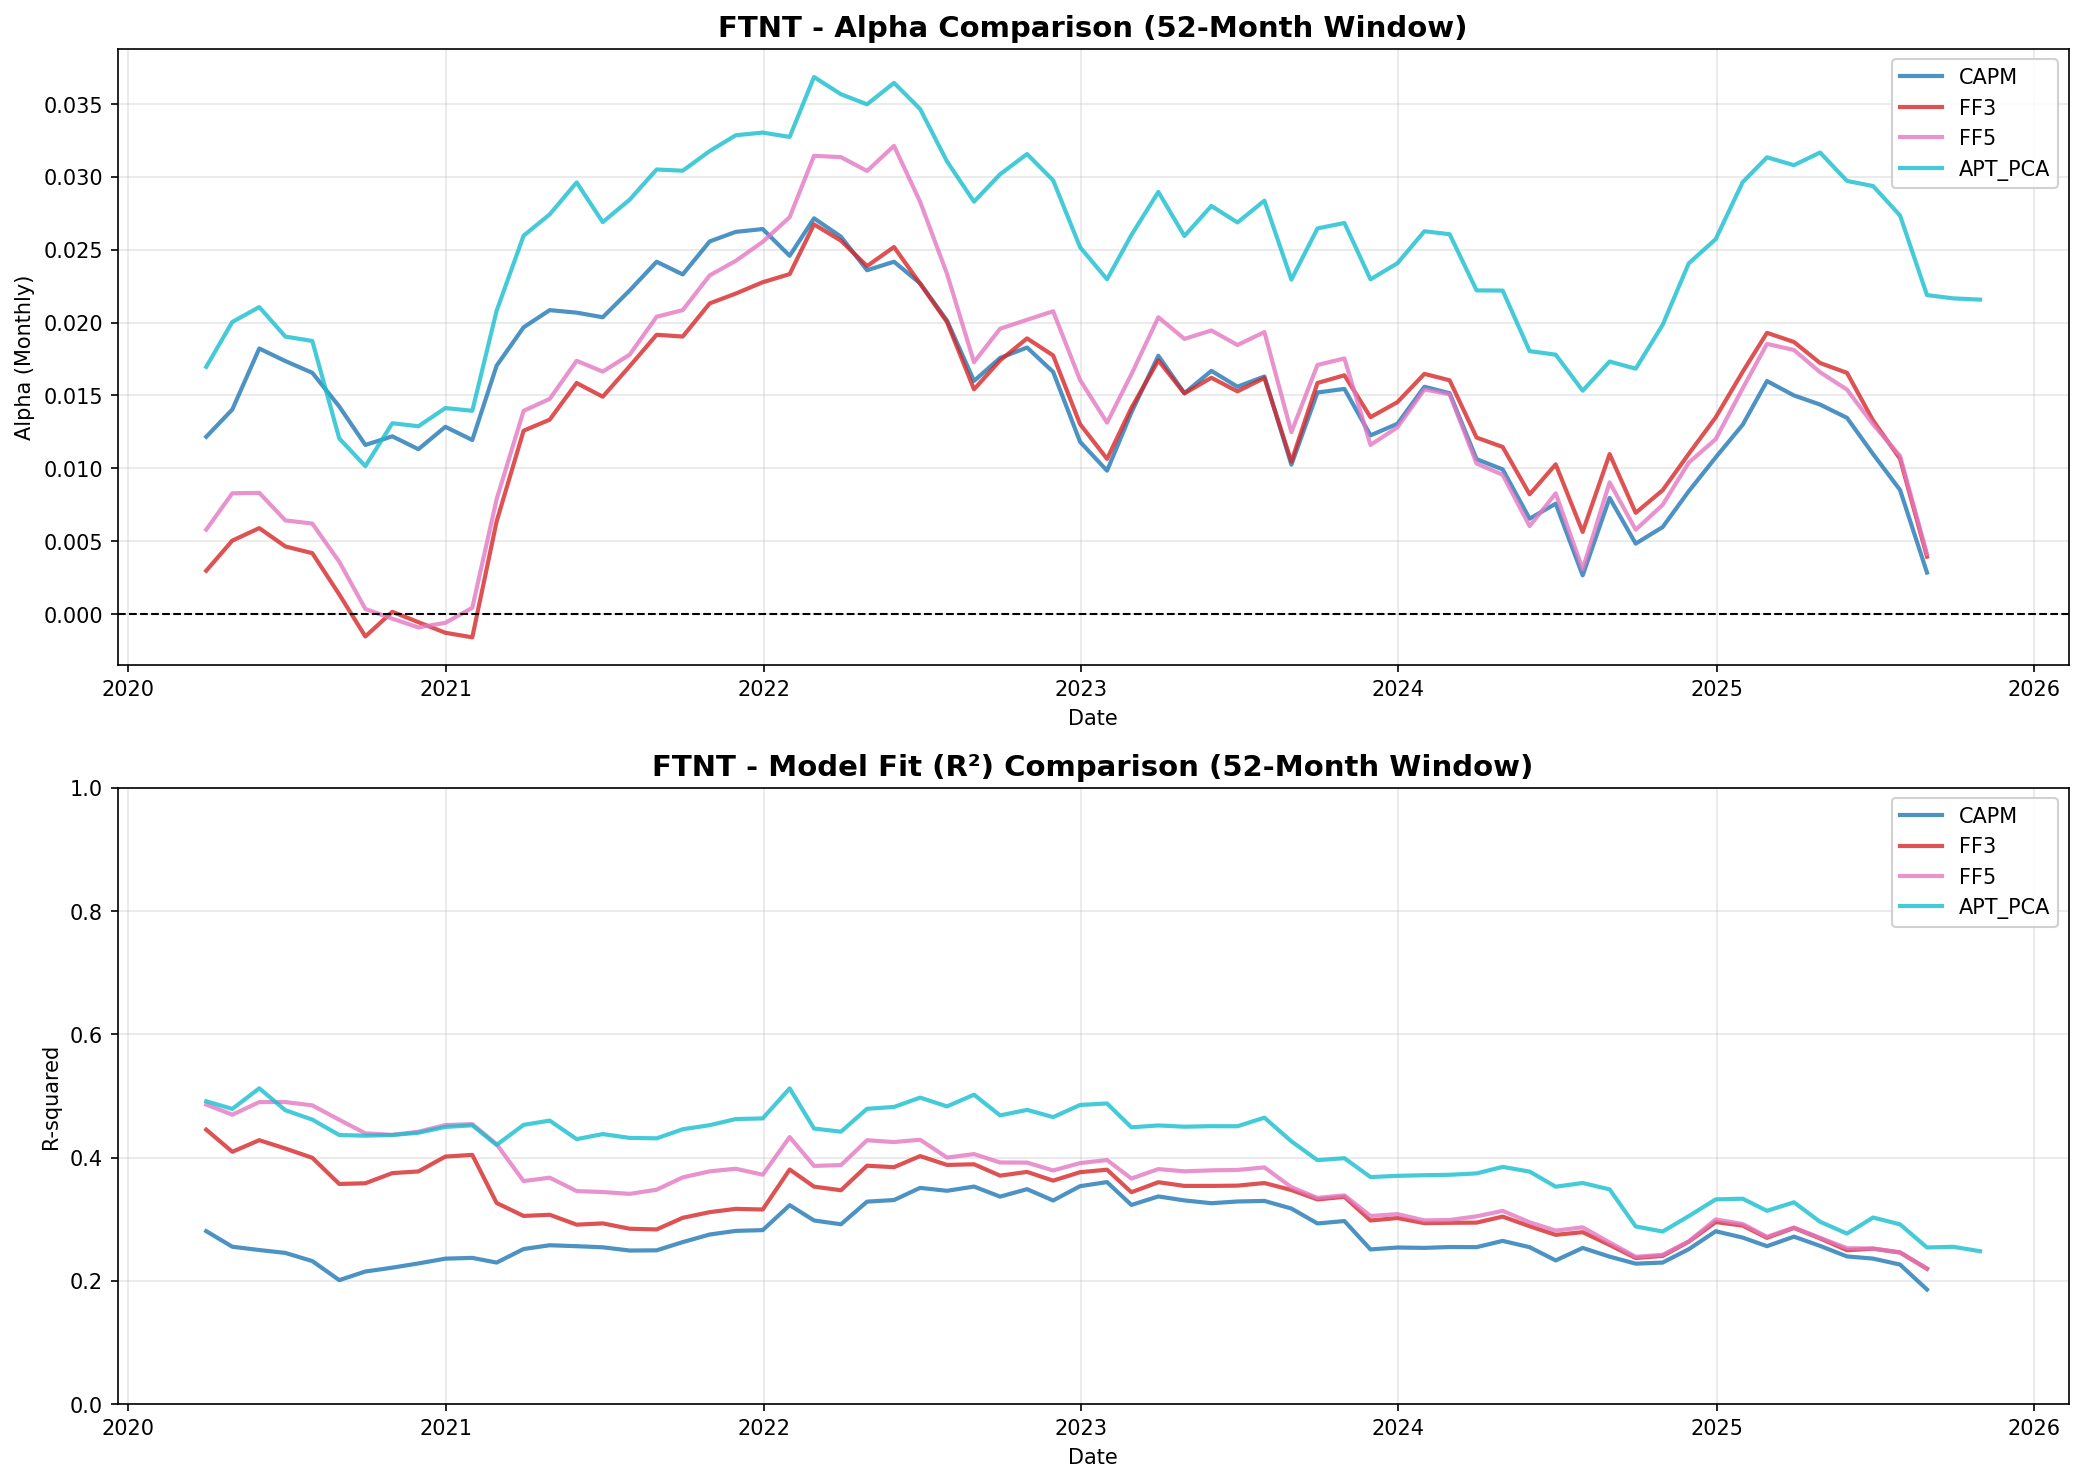 FTNT - Alpha Comparison (52-Month Window)
CAPM
FF3
FF5
APT_PCA
Alpha (Monthly)
0.035
0.030
0.025
0.020
0.015
0.010
0.005
0.000
2020 2021 2022 2023 2024 2025 2026
Date
FTNT - Model Fit (R²) Comparison (52-Month Window)
CAPM
FF3
FF5
APT_PCA
R-squared
1.0
0.8
0.6
0.4
0.2
0.0
2020 2021 2022 2023 2024 2025 2026
Date